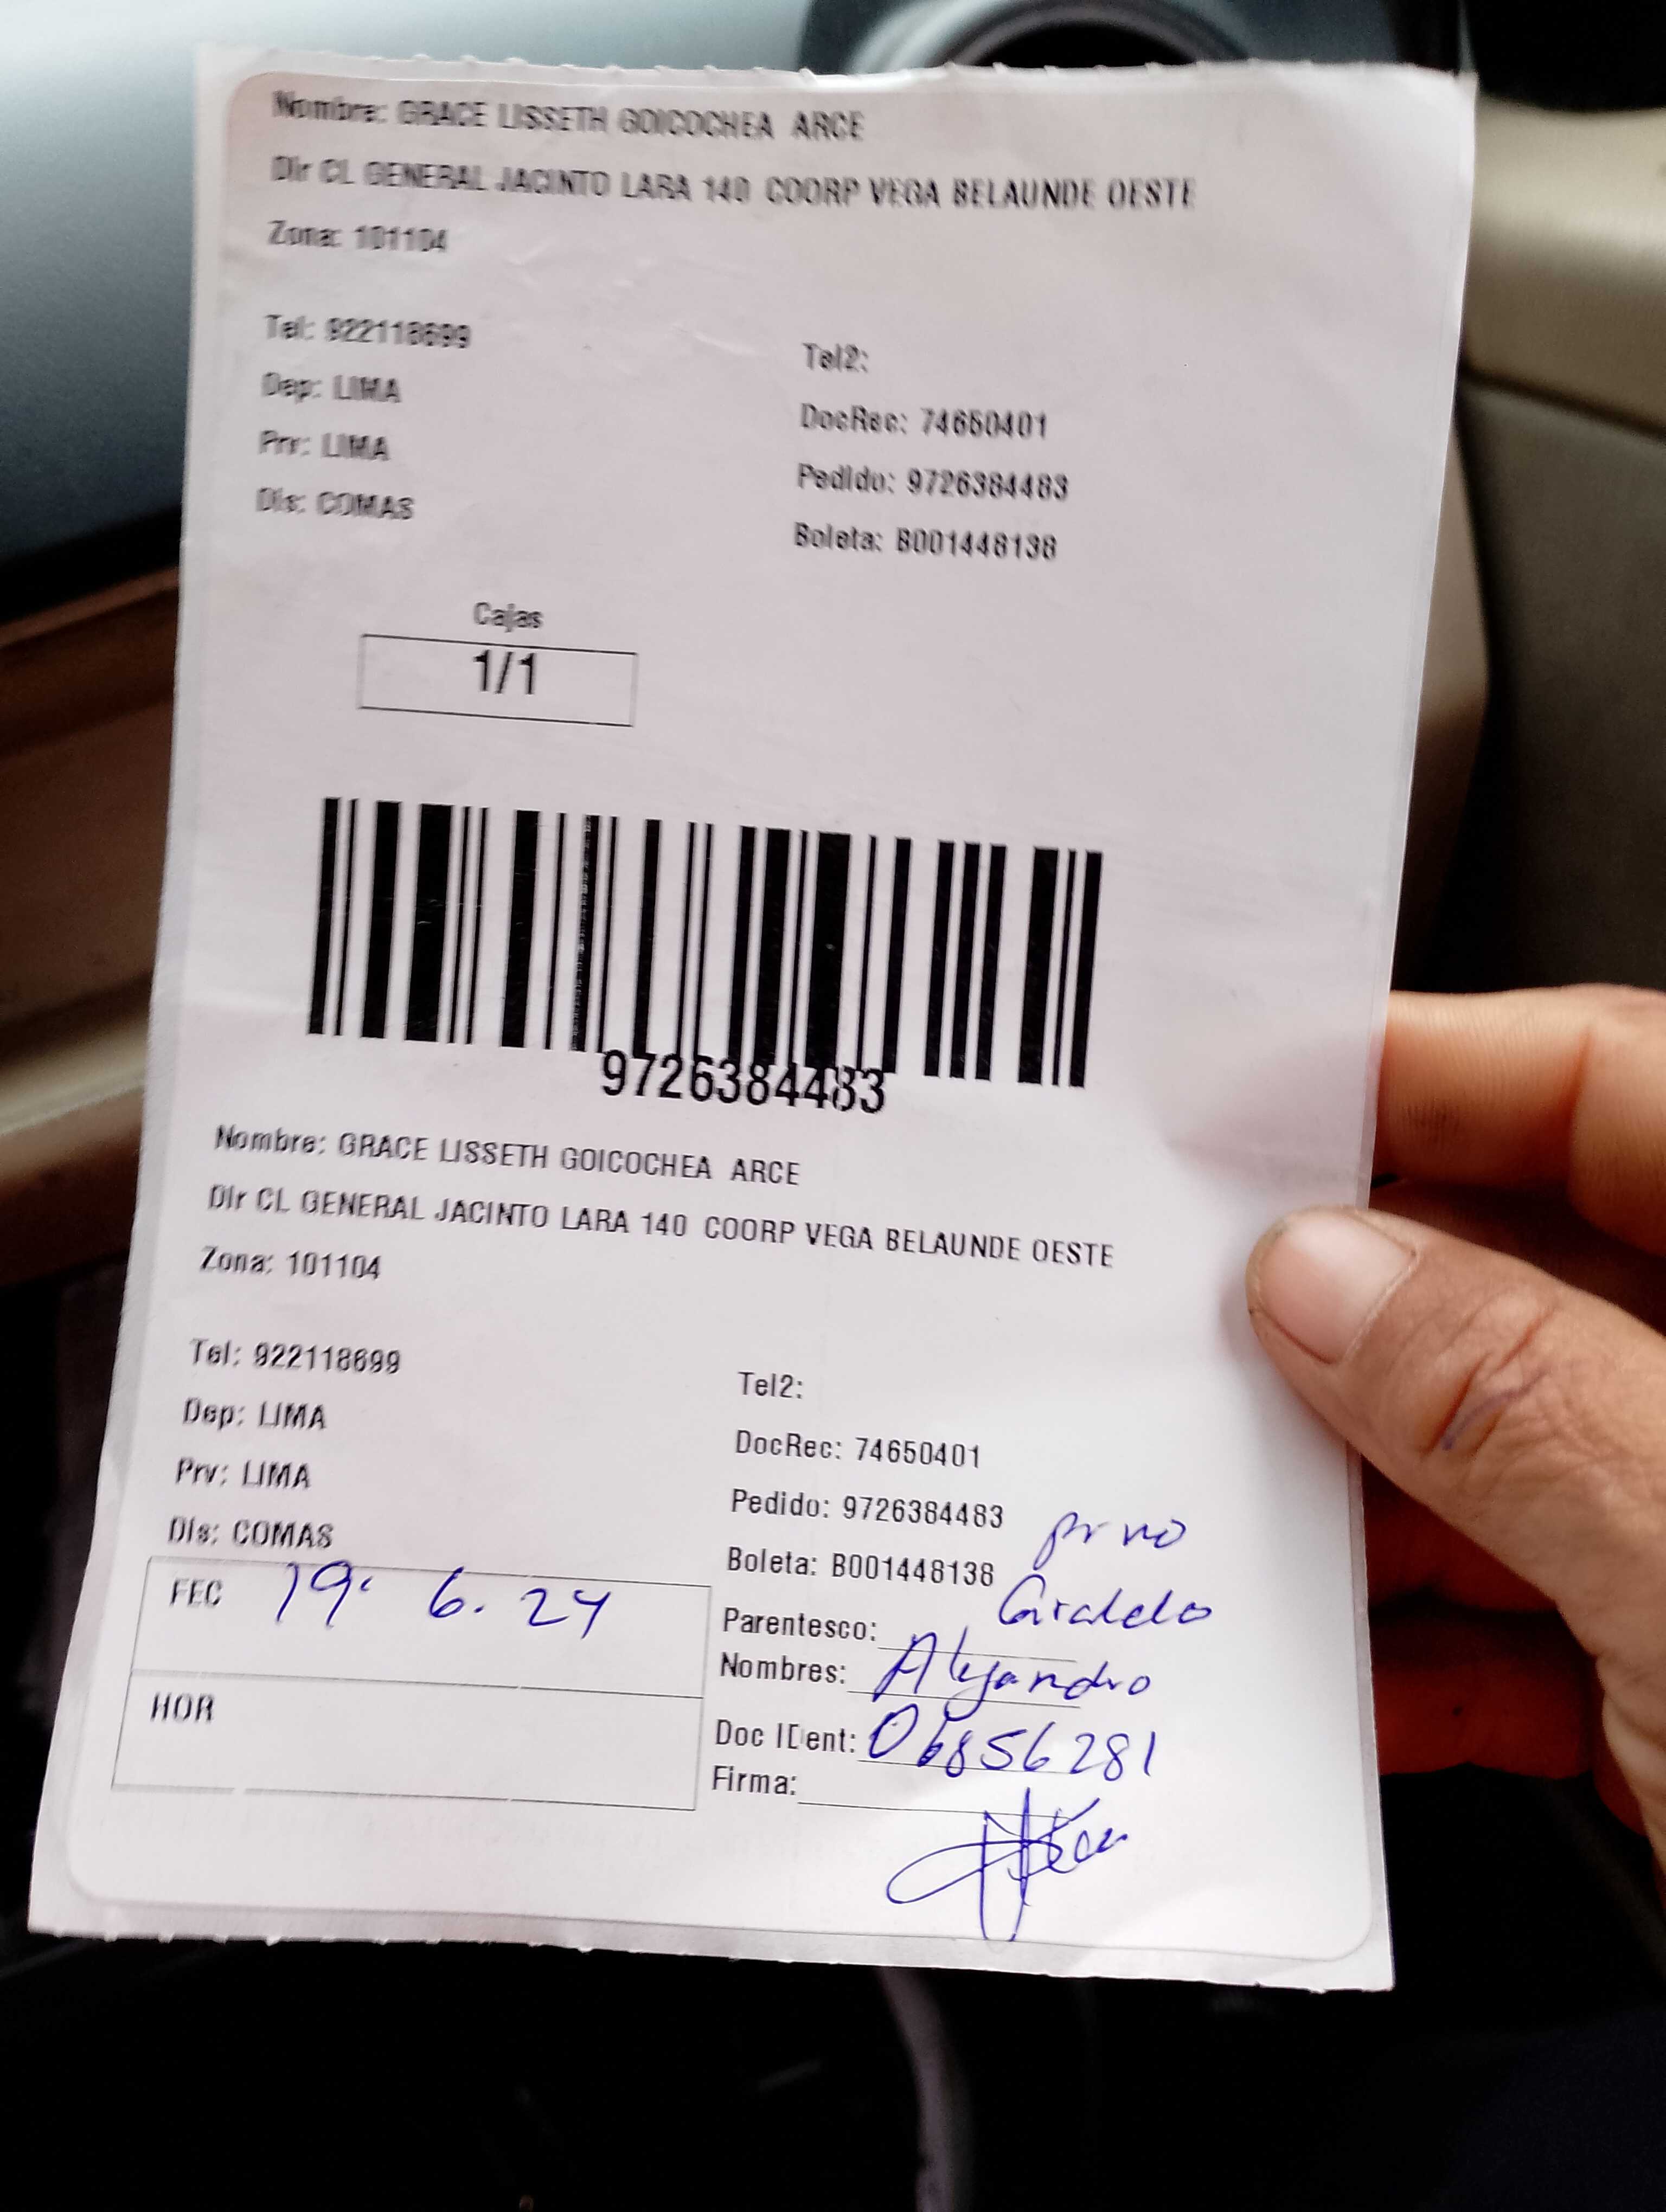 Nombre: GRACE LISSETH GOICOCHEA ARCE
Dir CL GENERAL JACINTO LARA 140 COORP VEGA BELAUNDE OESTE
Zona: 101104
Tel: 922118699
Tel2:
Dep: LIMA
DocRec: 74650401
Prv: LIMA
Pedido: 9726384483
Dis: COMAS
Boleta: B001448138
Cajas
1/1
9726384483
Nombre: GRACE LISSETH GOICOCHEA ARCE
Dir CL GENERAL JACINTO LARA 140 COORP VEGA BELAUNDE OESTE
Zona: 101104
Tel: 922118699
Tel2:
Dep: LIMA
DocRec: 74650401
Prv: LIMA
Pedido: 9726384483
Dis: COMAS
Boleta: B001448138
FEC 19. 6. 24
Parentesco:
Nombres: Alejandro
HOR
Doc IDent: 06856281
Firma: